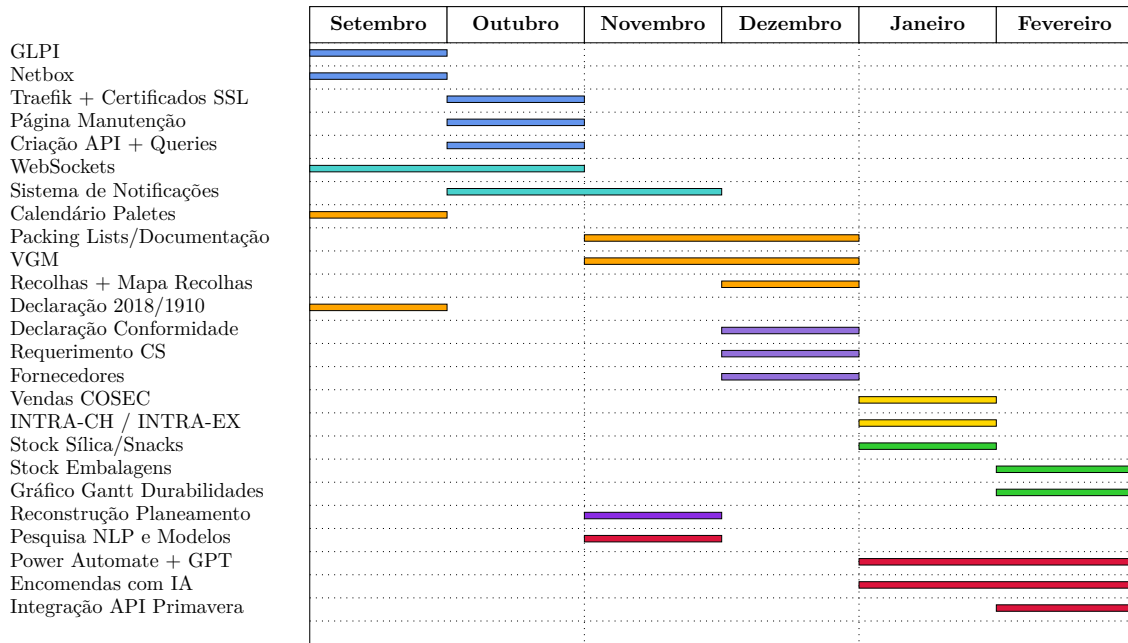 Setembro Outubro Novembro Dezembro Janeiro Fevereiro
GLPI
Netbox
Traefik + Certificados SSL
Página Manutenção
Criação API + Queries
WebSockets
Sistema de Notificações
Calendário Paletes
Packing Lists/Documentação
VGM
Recolhas + Mapa Recolhas
Declaração 2018/1910
Declaração Conformidade
Requerimento CS
Fornecedores
Vendas COSEC
INTRA-CH / INTRA-EX
Stock Sílica/Snacks
Stock Embalagens
Gráfico Gantt Durabilidades
Reconstrução Planeamento
Pesquisa NLP e Modelos
Power Automate + GPT
Encomendas com IA
Integração API Primavera